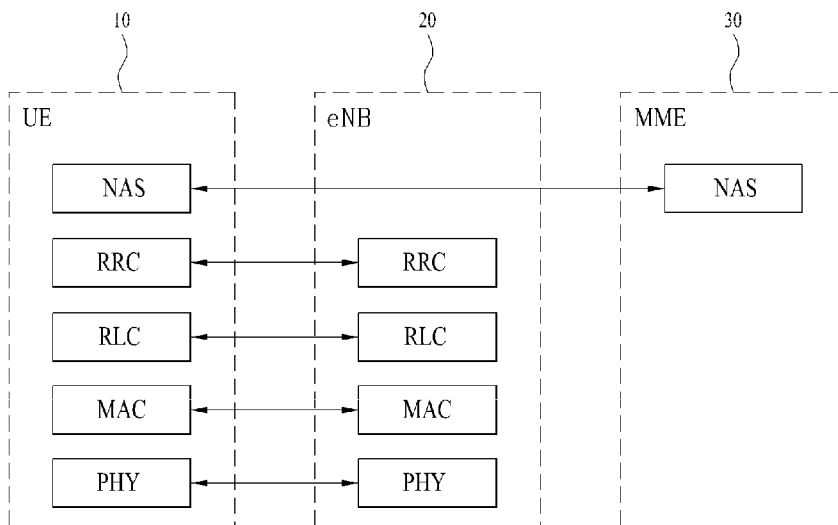 10 20 30
UE eNB MME
NAS NAS
RRC RRC
RLC RLC
MAC MAC
PHY PHY